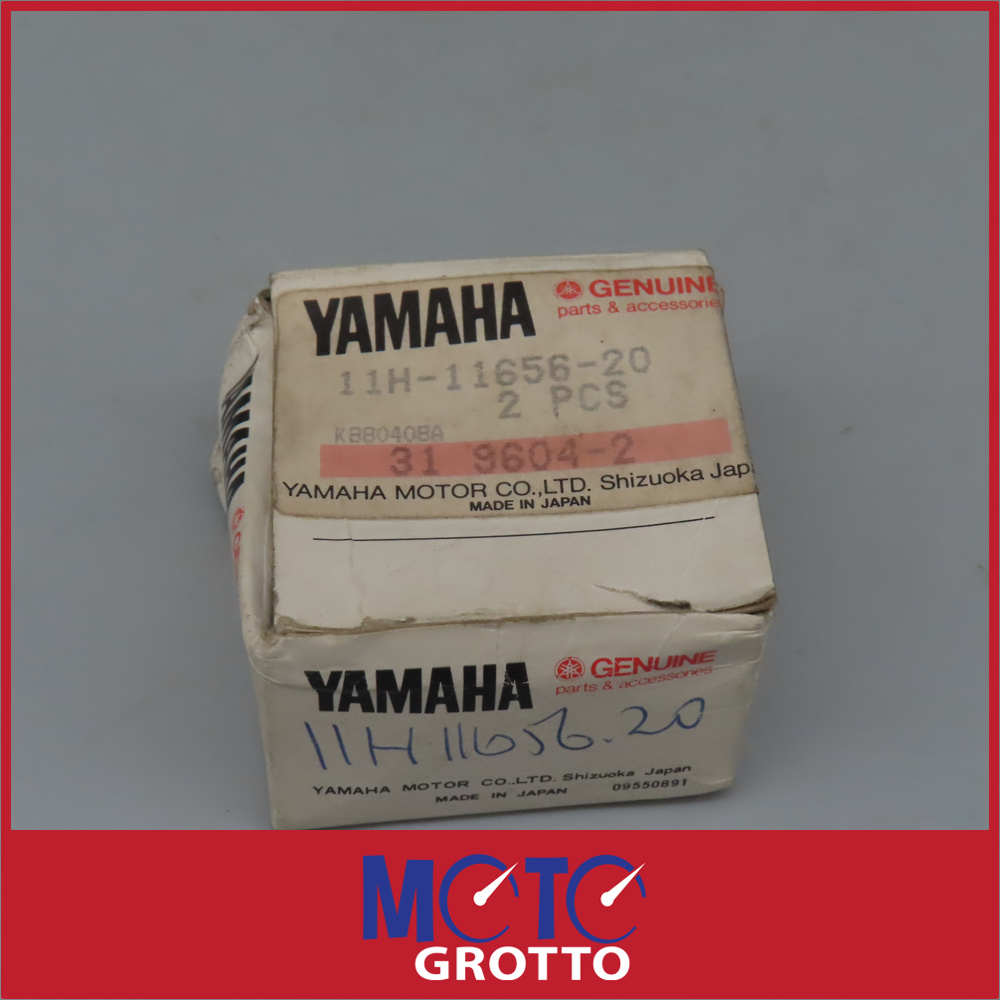 YAMAHA GENUINE
parts & accessories
11H-11656-20
2 PCS
K880408A
31 9604-2
YAMAHA MOTOR CO.,LTD. Shizuoka Japa
MADE IN JAPAN
YAMAHA
YAMAHA GENUINE
parts & accessories
11H 11656.20
YAMAHA MOTOR CO.,LTD. Shizuoka Japan
MADE IN JAPAN 09550891
MOTO
GROTTO